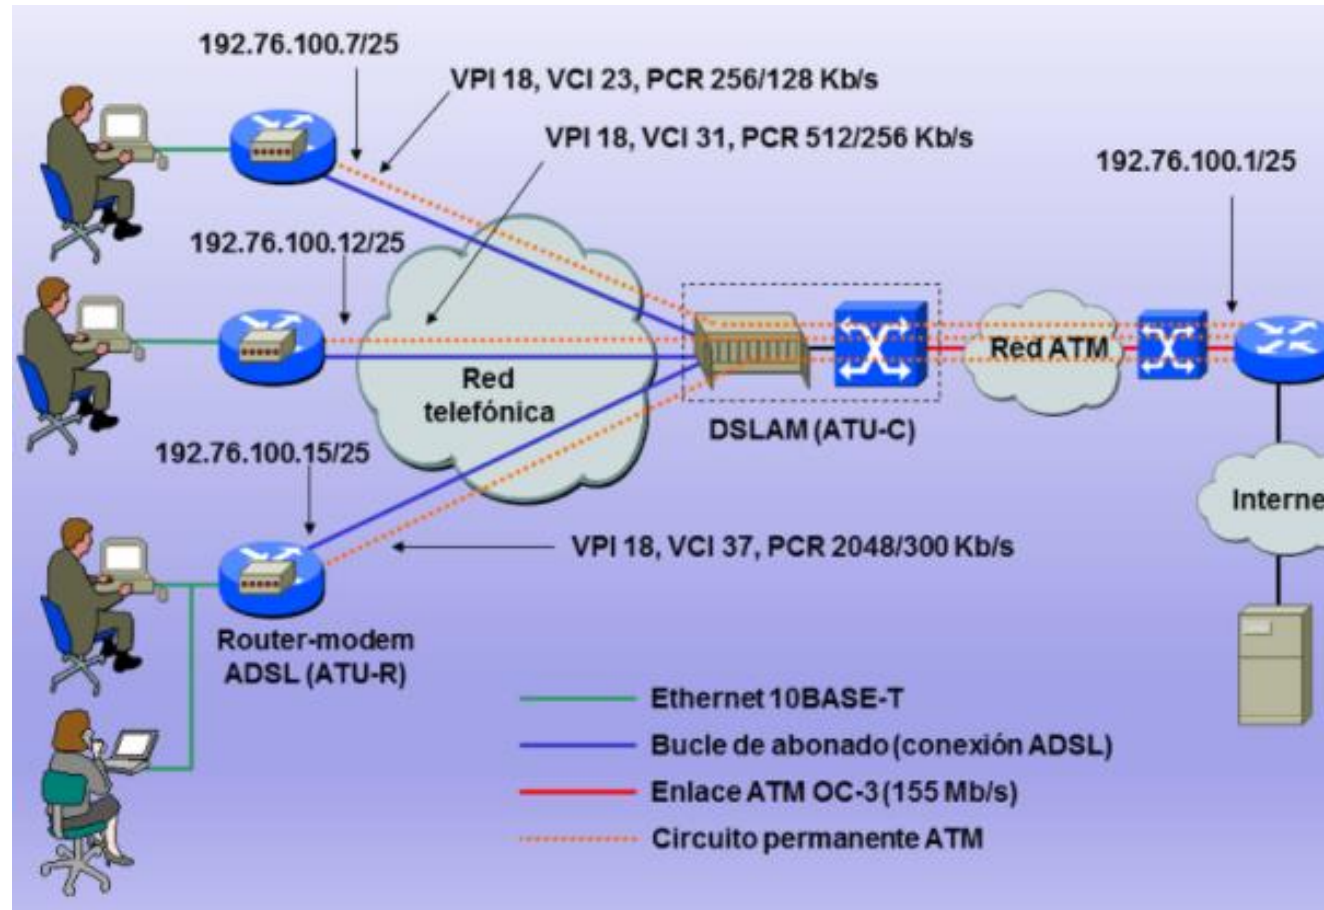 192.76.100.7/25
VPI 18, VCI 23, PCR 256/128 Kb/s
VPI 18, VCI 31, PCR 512/256 Kb/s
192.76.100.1/25
192.76.100.12/25
Red ATM
Red
telefónica
DSLAM (ATU-C)
192.76.100.15/25
Interne
VPI 18, VCI 37, PCR 2048/300 Kb/s
Router-modem
ADSL (ATU-R)
Ethernet 10BASE-T
Bucle de abonado (conexión ADSL)
Enlace ATM OC-3 (155 Mb/s)
Circuito permanente ATM